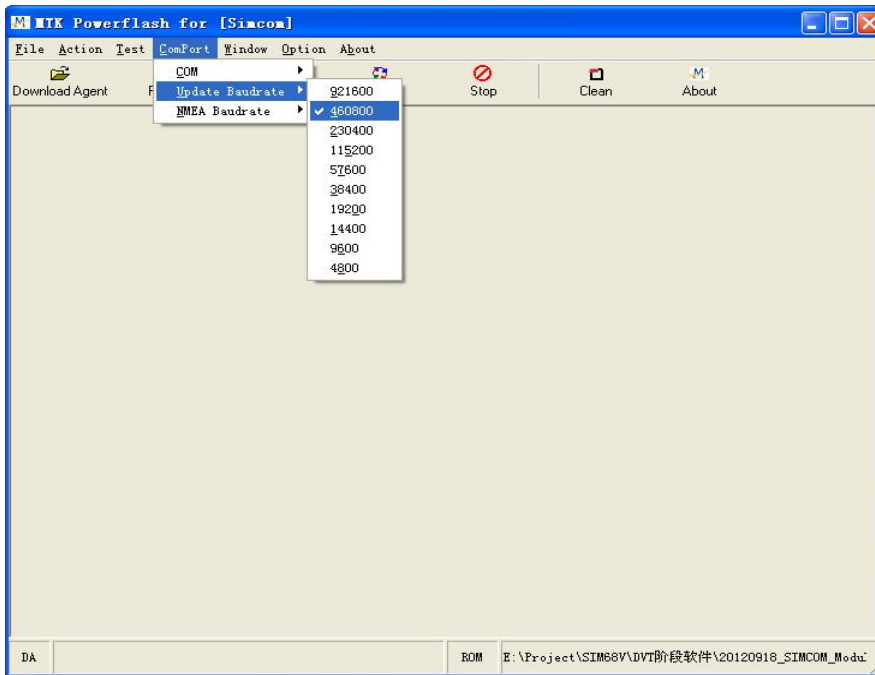 MTK Powerflash for [Simcom]
File Action Test ComPort Window Option About
Download Agent Stop Clean About
COM
Update Baudrate
NMEA Baudrate
921600
460800
230400
115200
57600
38400
19200
14400
9600
4800
DA ROM E:\Project\SIM68V\DVT阶段软件\20120918_SIMCOM_Modul